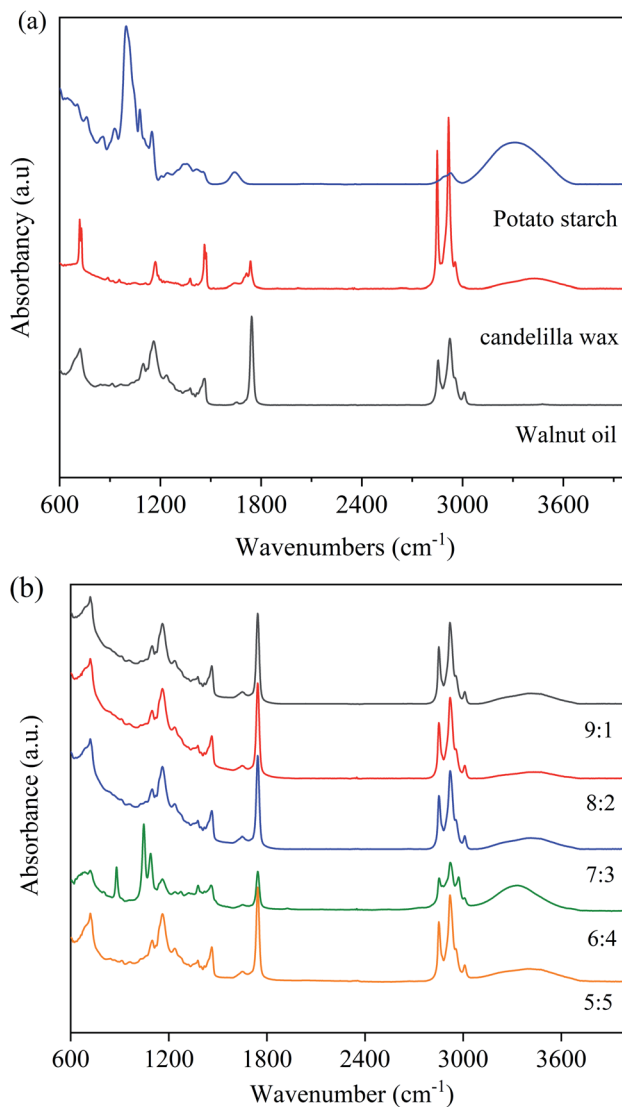 (a)
Absorbancy (a.u)
Potato starch
candelilla wax
Walnut oil
600 1200 1800 2400 3000 3600
Wavenumbers (cm-1)
(b)
Absorbance (a.u.)
9:1
8:2
7:3
6:4
5:5
600 1200 1800 2400 3000 3600
Wavenumber (cm-1)